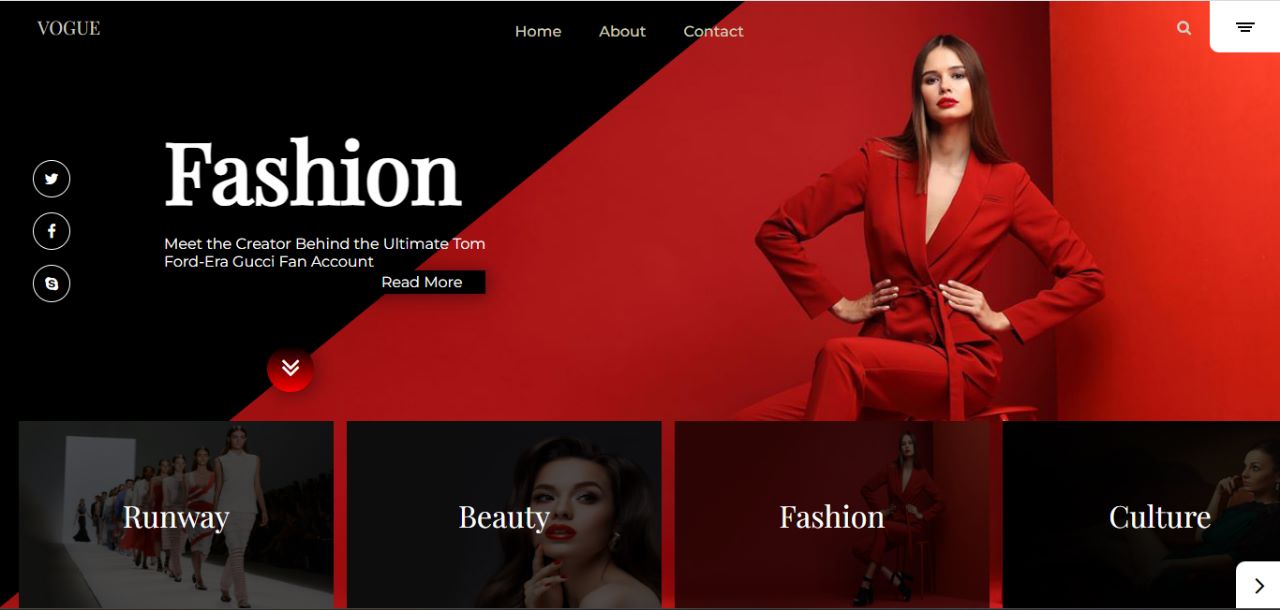 VOGUE
Home About Contact
Fashion
Meet the Creator Behind the Ultimate Tom
Ford-Era Gucci Fan Account
Read More
Runway
Beauty
Fashion
Culture